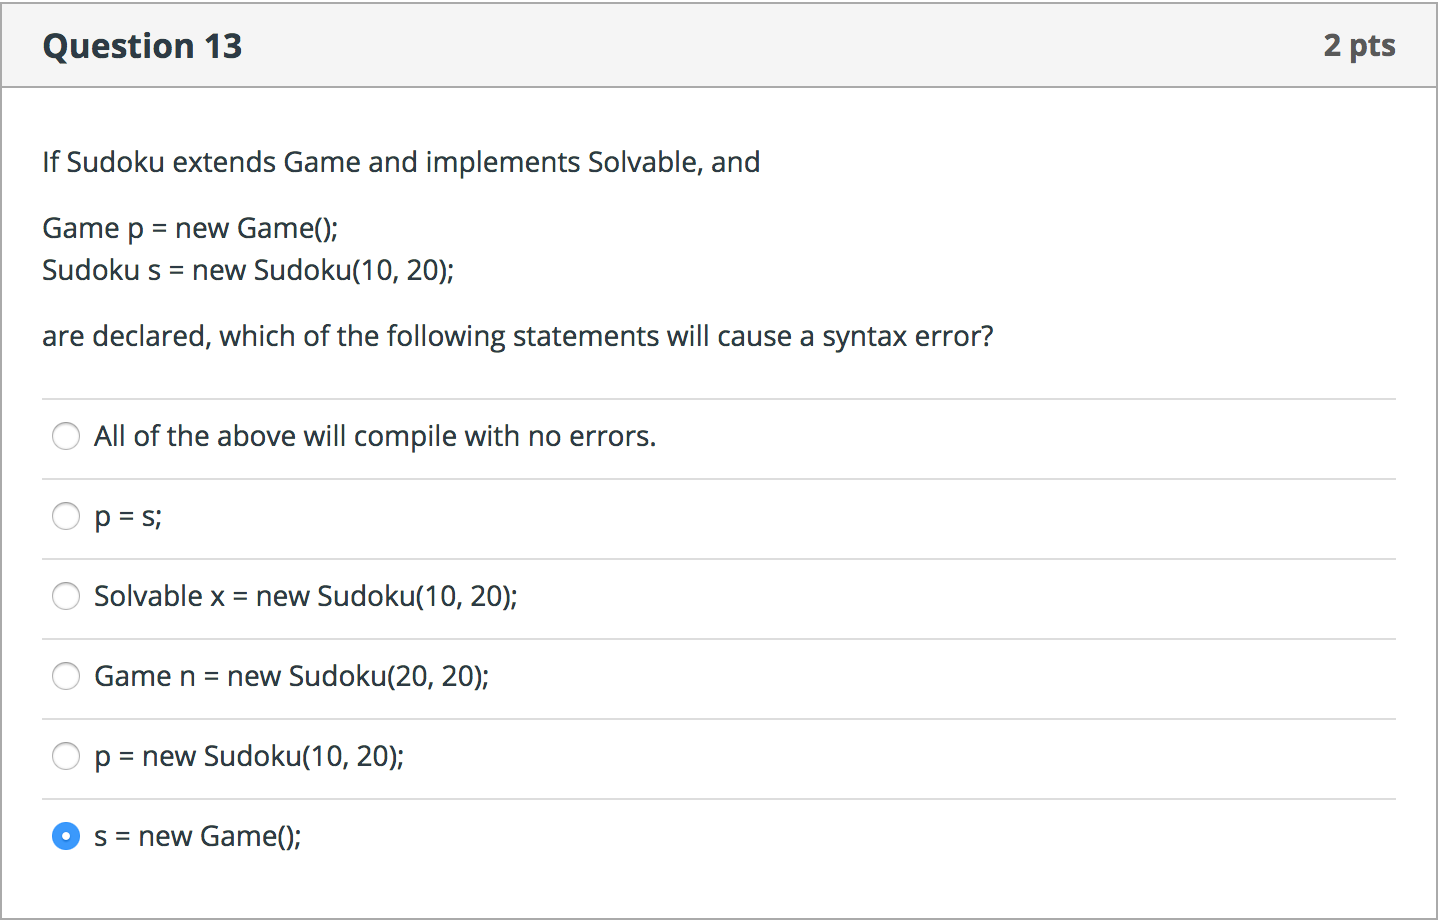 Question 13
2 pts
If Sudoku extends Game and implements Solvable, and
Game p = new Game();
Sudoku s = new Sudoku(10, 20);
are declared, which of the following statements will cause a syntax error?
All of the above will compile with no errors.
p = s;
Solvable x = new Sudoku(10, 20);
Game n = new Sudoku(20, 20);
p = new Sudoku(10, 20);
s = new Game();